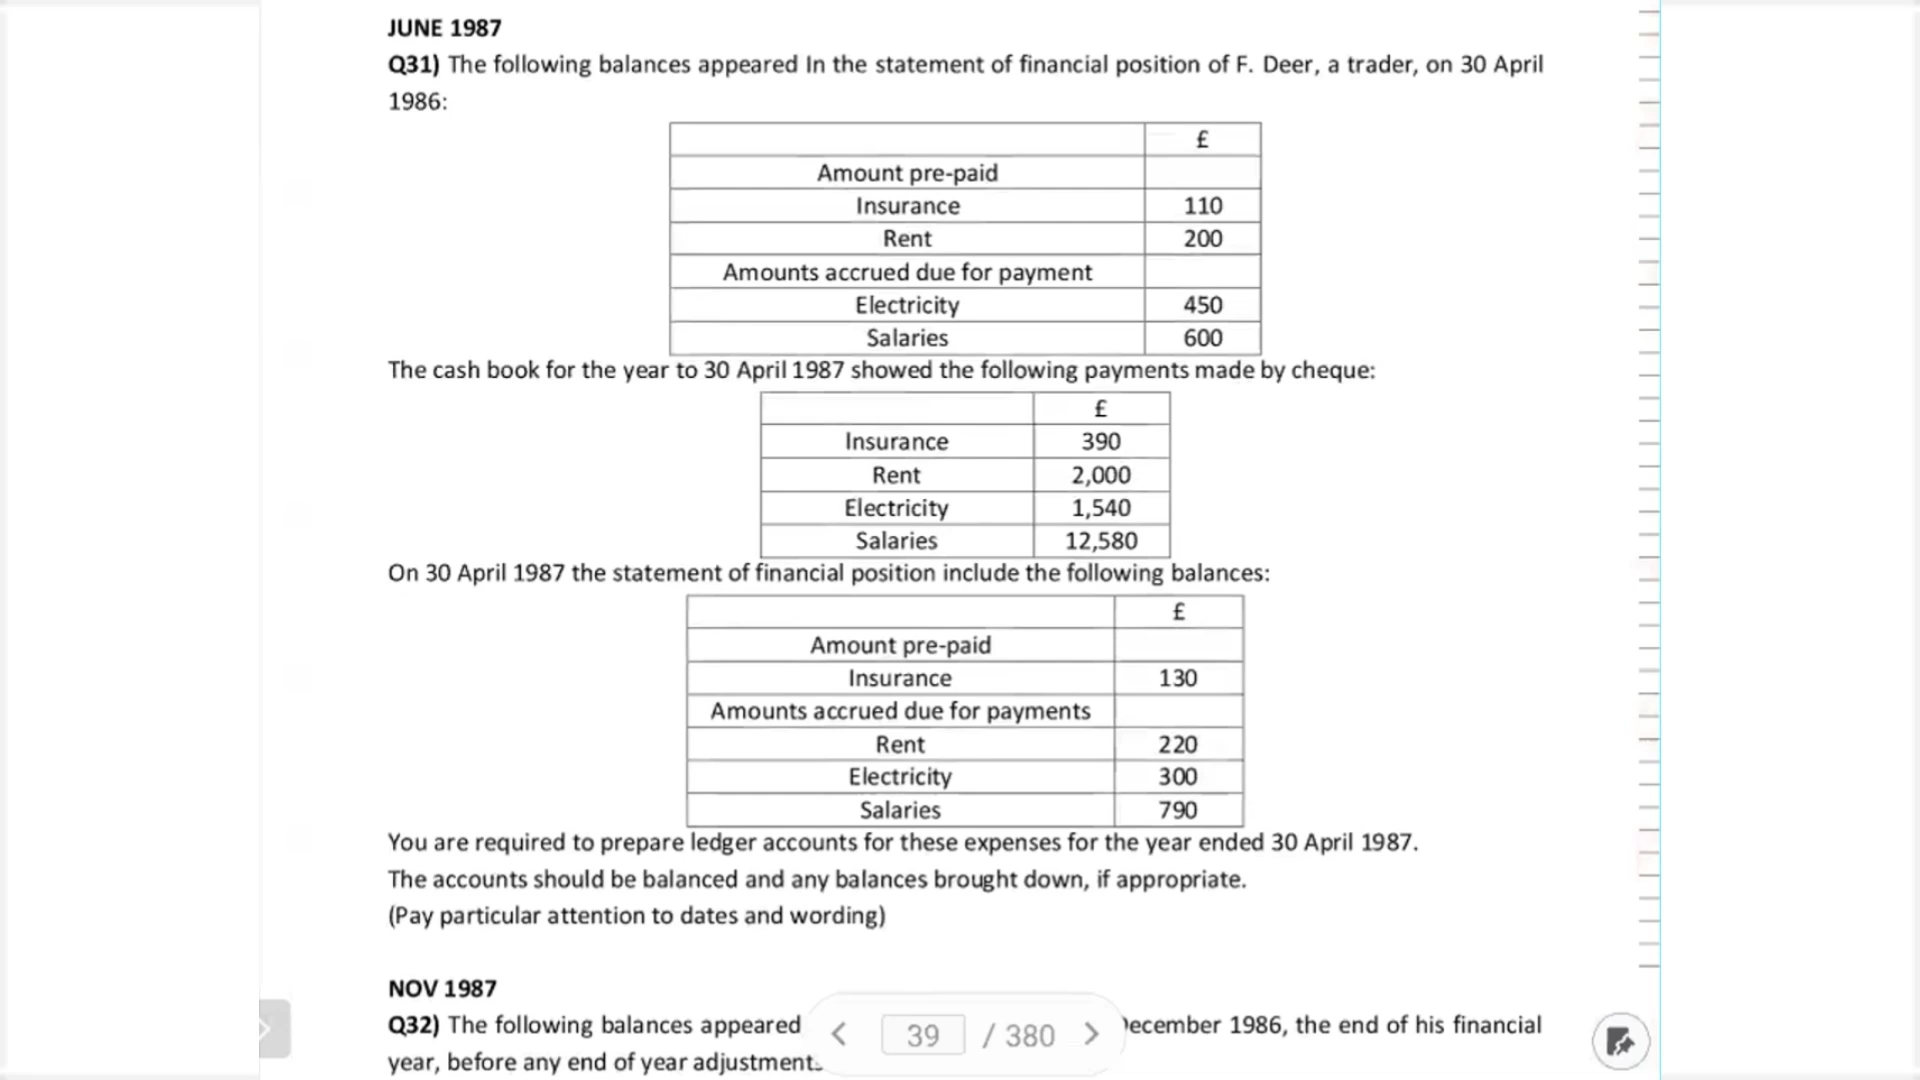 JUNE 1987
Q31) The following balances appeared In the statement of financial position of F. Deer, a trader, on 30 April
1986:
£
Amount pre-paid
Insurance 110
Rent 200
Amounts accrued due for payment
Electricity 450
Salaries 600
The cash book for the year to 30 April 1987 showed the following payments made by cheque:
£
Insurance 390
Rent 2,000
Electricity 1,540
Salaries 12,580
On 30 April 1987 the statement of financial position include the following balances:
£
Amount pre-paid
Insurance 130
Amounts accrued due for payments
Rent 220
Electricity 300
Salaries 790
You are required to prepare ledger accounts for these expenses for the year ended 30 April 1987.
The accounts should be balanced and any balances brought down, if appropriate.
(Pay particular attention to dates and wording)
NOV 1987
Q32) The following balances appeared December 1986, the end of his financial
year, before any end of year adjustments
39 / 380